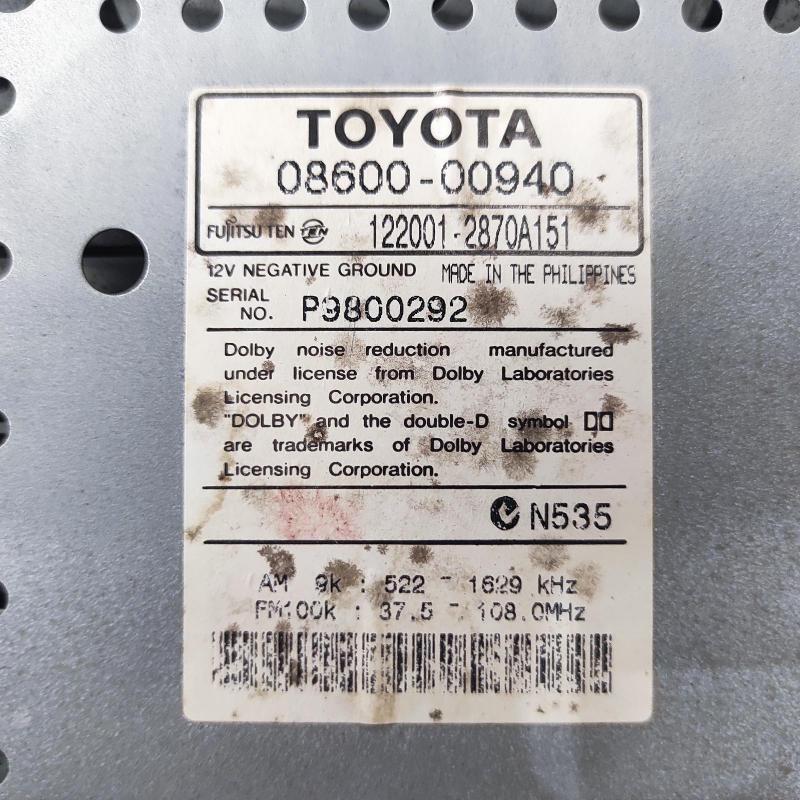 TOYOTA
08600-00940
FUJITSU TEN TEN 122001-2870A151
12V NEGATIVE GROUND MADE IN THE PHILIPPINES
SERIAL NO. P9800292
Dolby noise reduction manufactured
under license from Dolby Laboratories
Licensing Corporation.
"DOLBY" and the double-D symbol
are trademarks of Dolby Laboratories
Licensing Corporation.
N535
AM 9k : 522 - 1629 kHz
FM100k : 37.5 - 108.0MHz